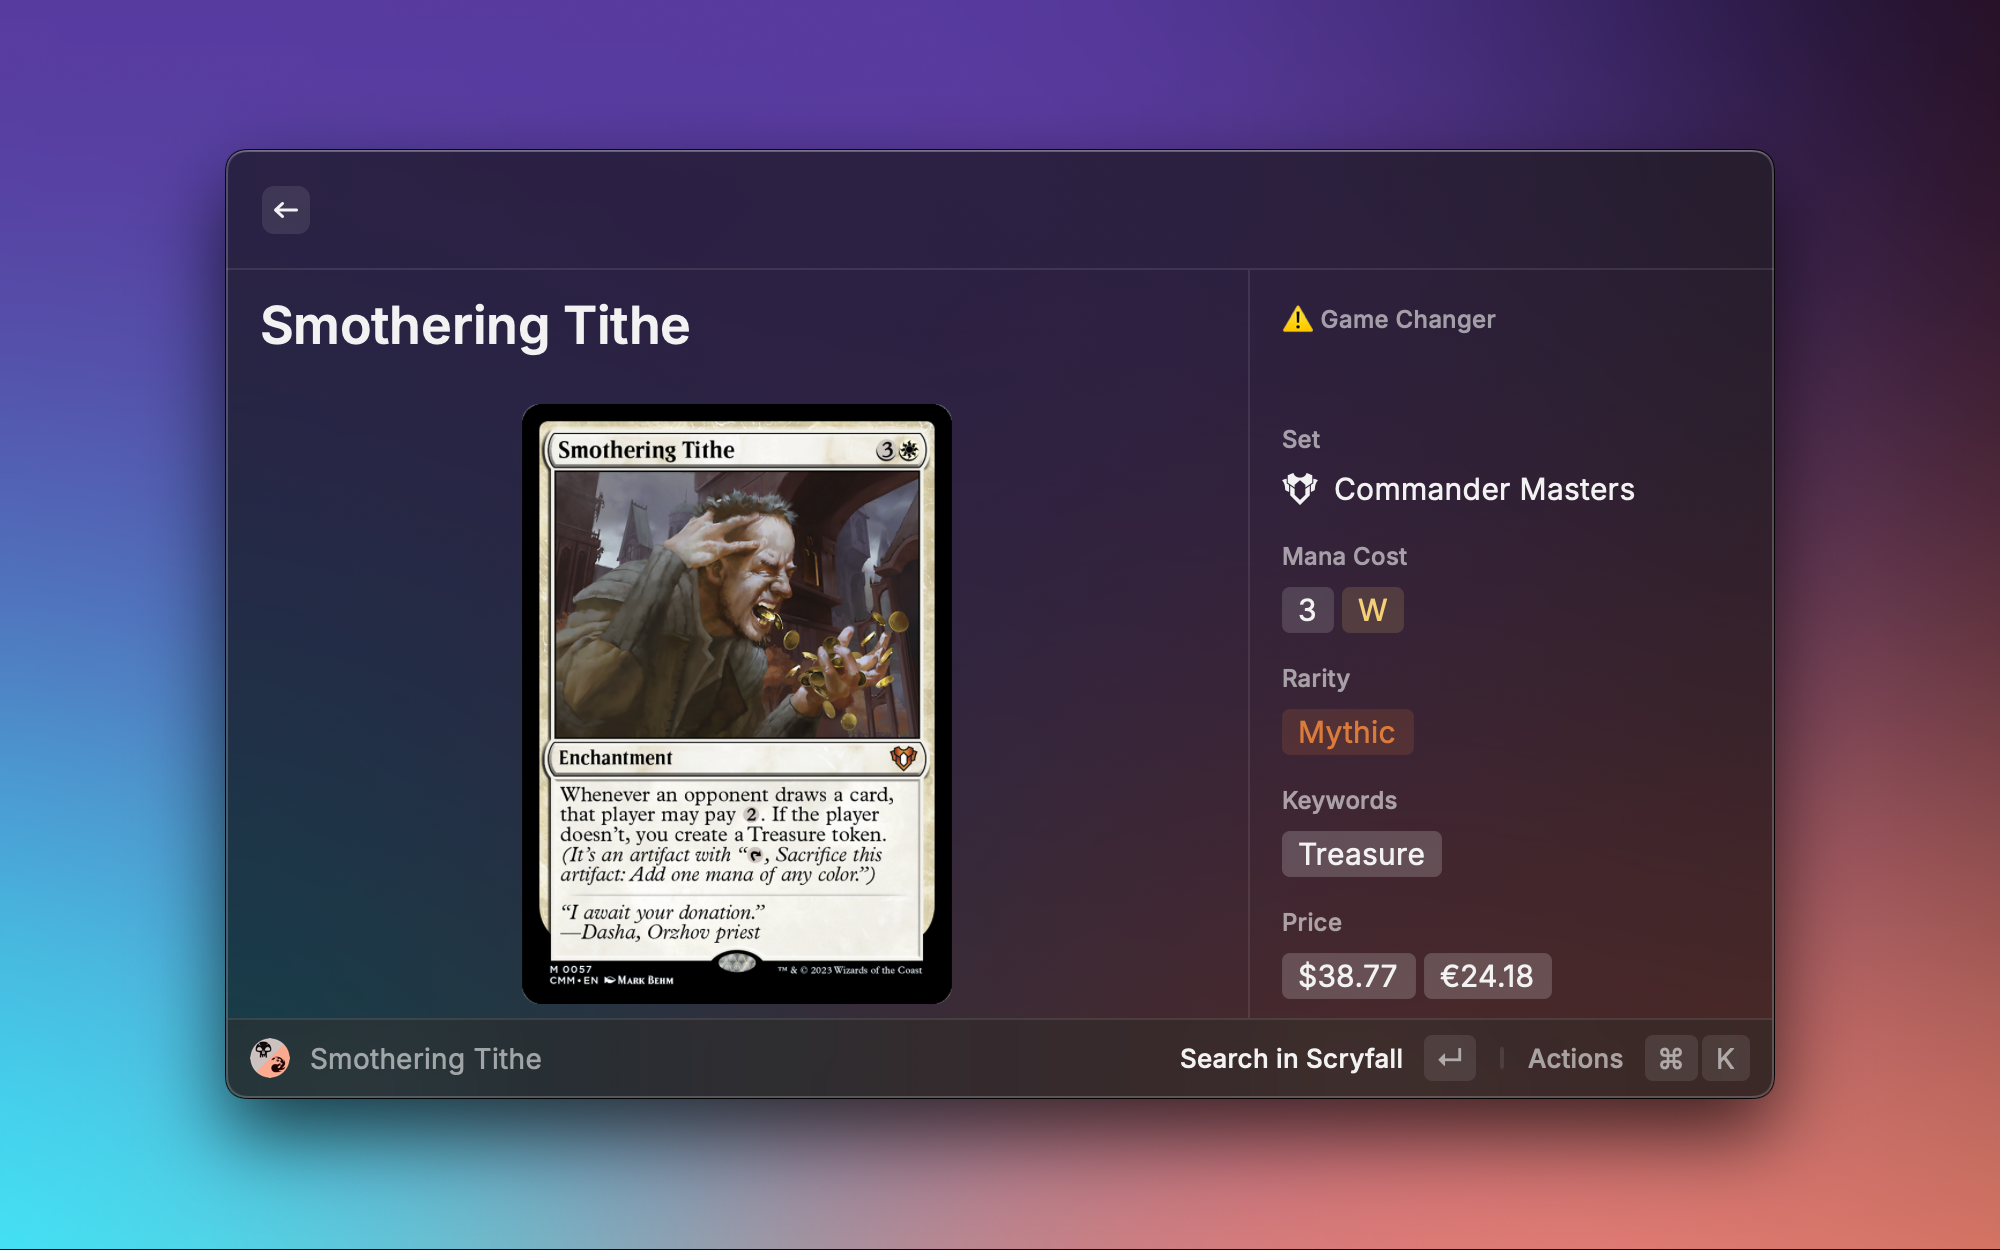 Smothering Tithe
Smothering Tithe 3
Enchantment
Whenever an opponent draws a card,
that player may pay 2. If the player
doesn't, you create a Treasure token.
(It's an artifact with “, Sacrifice this
artifact: Add one mana of any color.”)
“I await your donation.”
—Dasha, Orzhov priest
M 0057
CMM • EN Mark Behm
™ & © 2023 Wizards of the Coast
Game Changer
Set
Commander Masters
Mana Cost
3 W
Rarity
Mythic
Keywords
Treasure
Price
$38.77 €24.18
Smothering Tithe
Search in Scryfall ↵ | Actions ⌘ K